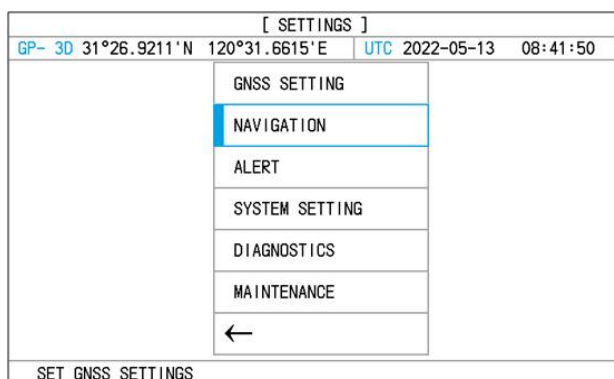 [ SETTINGS ]
GP- 3D 31°26.9211'N 120°31.6615'E UTC 2022-05-13 08:41:50
GNSS SETTING
NAVIGATION
ALERT
SYSTEM SETTING
DIAGNOSTICS
MAINTENANCE
←
SET GNSS SETTINGS